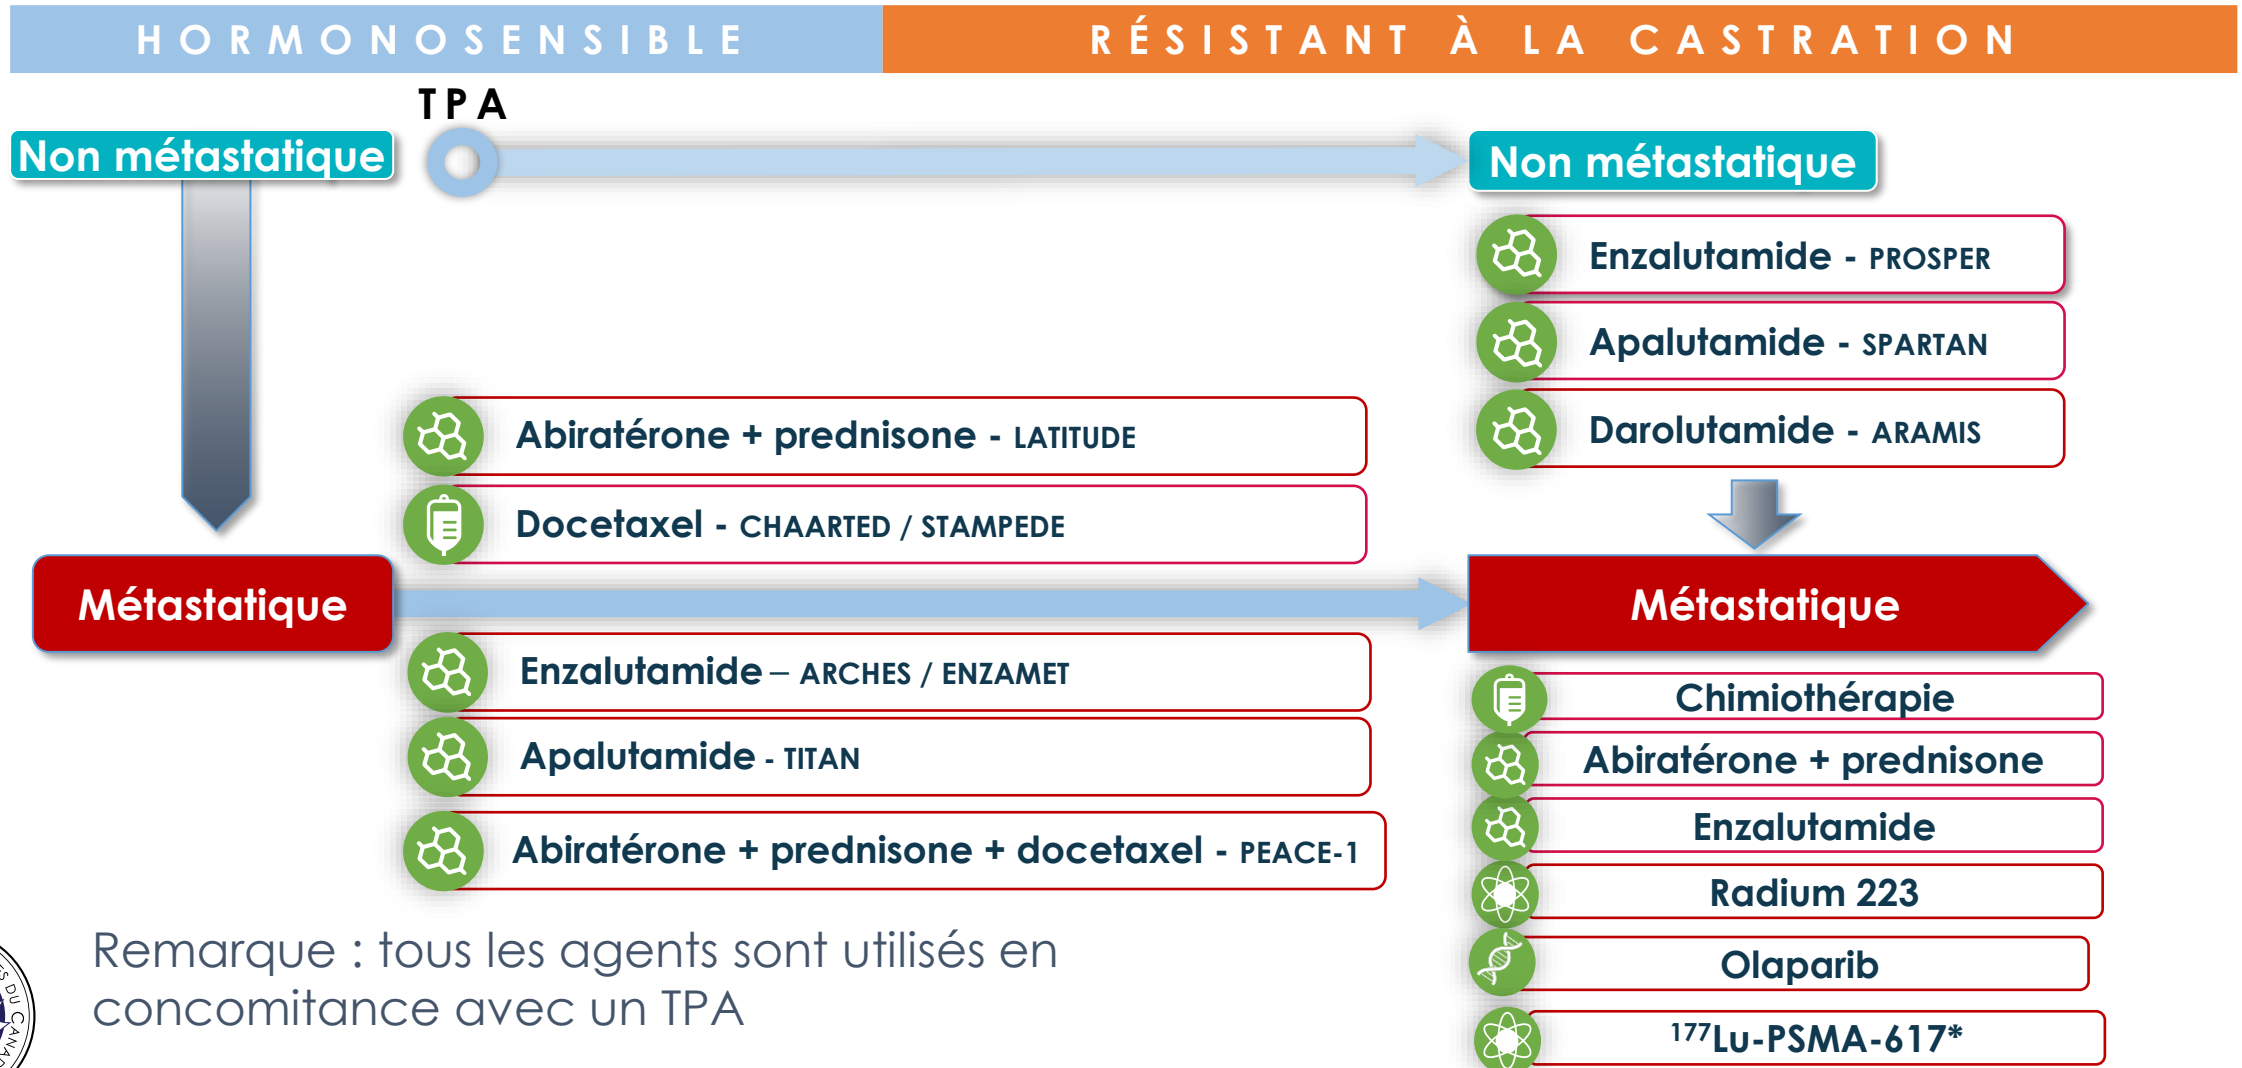 HORMONOSENSIBLE
RÉSISTANT À LA CASTRATION
TPA
Non métastatique
Non métastatique
Enzalutamide - PROSPER
Apalutamide - SPARTAN
Darolutamide - ARAMIS
Abiratérone + prednisone - LATITUDE
Docetaxel - CHAARTED / STAMPEDE
Métastatique
Métastatique
Enzalutamide – ARCHES / ENZAMET
Apalutamide - TITAN
Abiratérone + prednisone + docetaxel - PEACE-1
Chimiothérapie
Abiratérone + prednisone
Enzalutamide
Radium 223
Olaparib
¹⁷⁷Lu-PSMA-617*
Remarque : tous les agents sont utilisés en
concomitance avec un TPA
DU